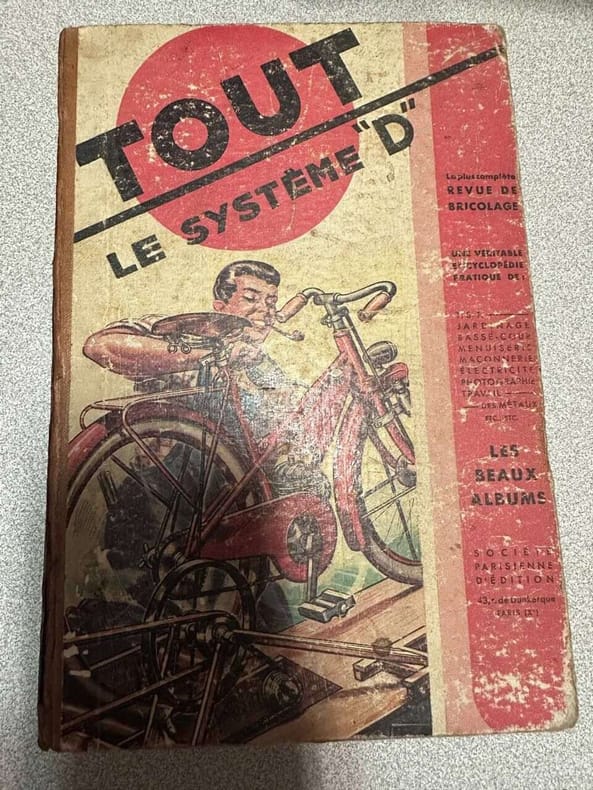 TOUT
LE SYSTÈME "D"
La plus complète
REVUE DE
BRICOLAGE
UNE VÉRITABLE
ENCYCLOPÉDIE
PRATIQUE DE :
JARDINAGE
BASSE-COUR
MENUISERIE
MAÇONNERIE
ÉLECTRICITÉ
PHOTOGRAPHIE
TRAVAIL
DES MÉTAUX
ETC. ETC.
LES
BEAUX
ALBUMS
SOCIÉTÉ
PARISIENNE
D'ÉDITION
43, r. de Dunkerque
PARIS (Xᵉ)